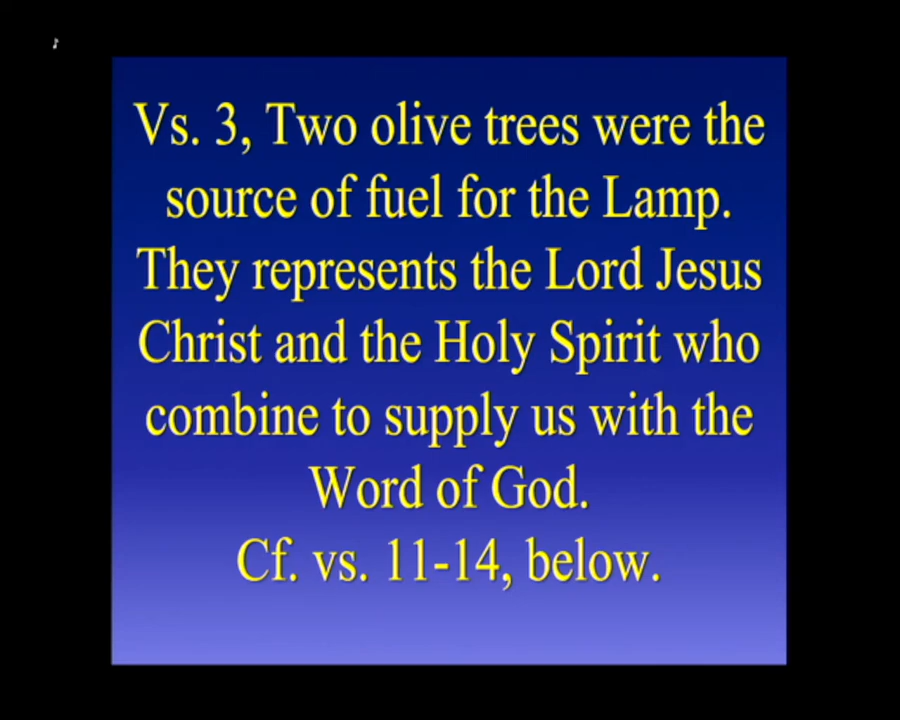 Vs. 3, Two olive trees were the
source of fuel for the Lamp.
They represents the Lord Jesus
Christ and the Holy Spirit who
combine to supply us with the
Word of God.
Cf. vs. 11-14, below.